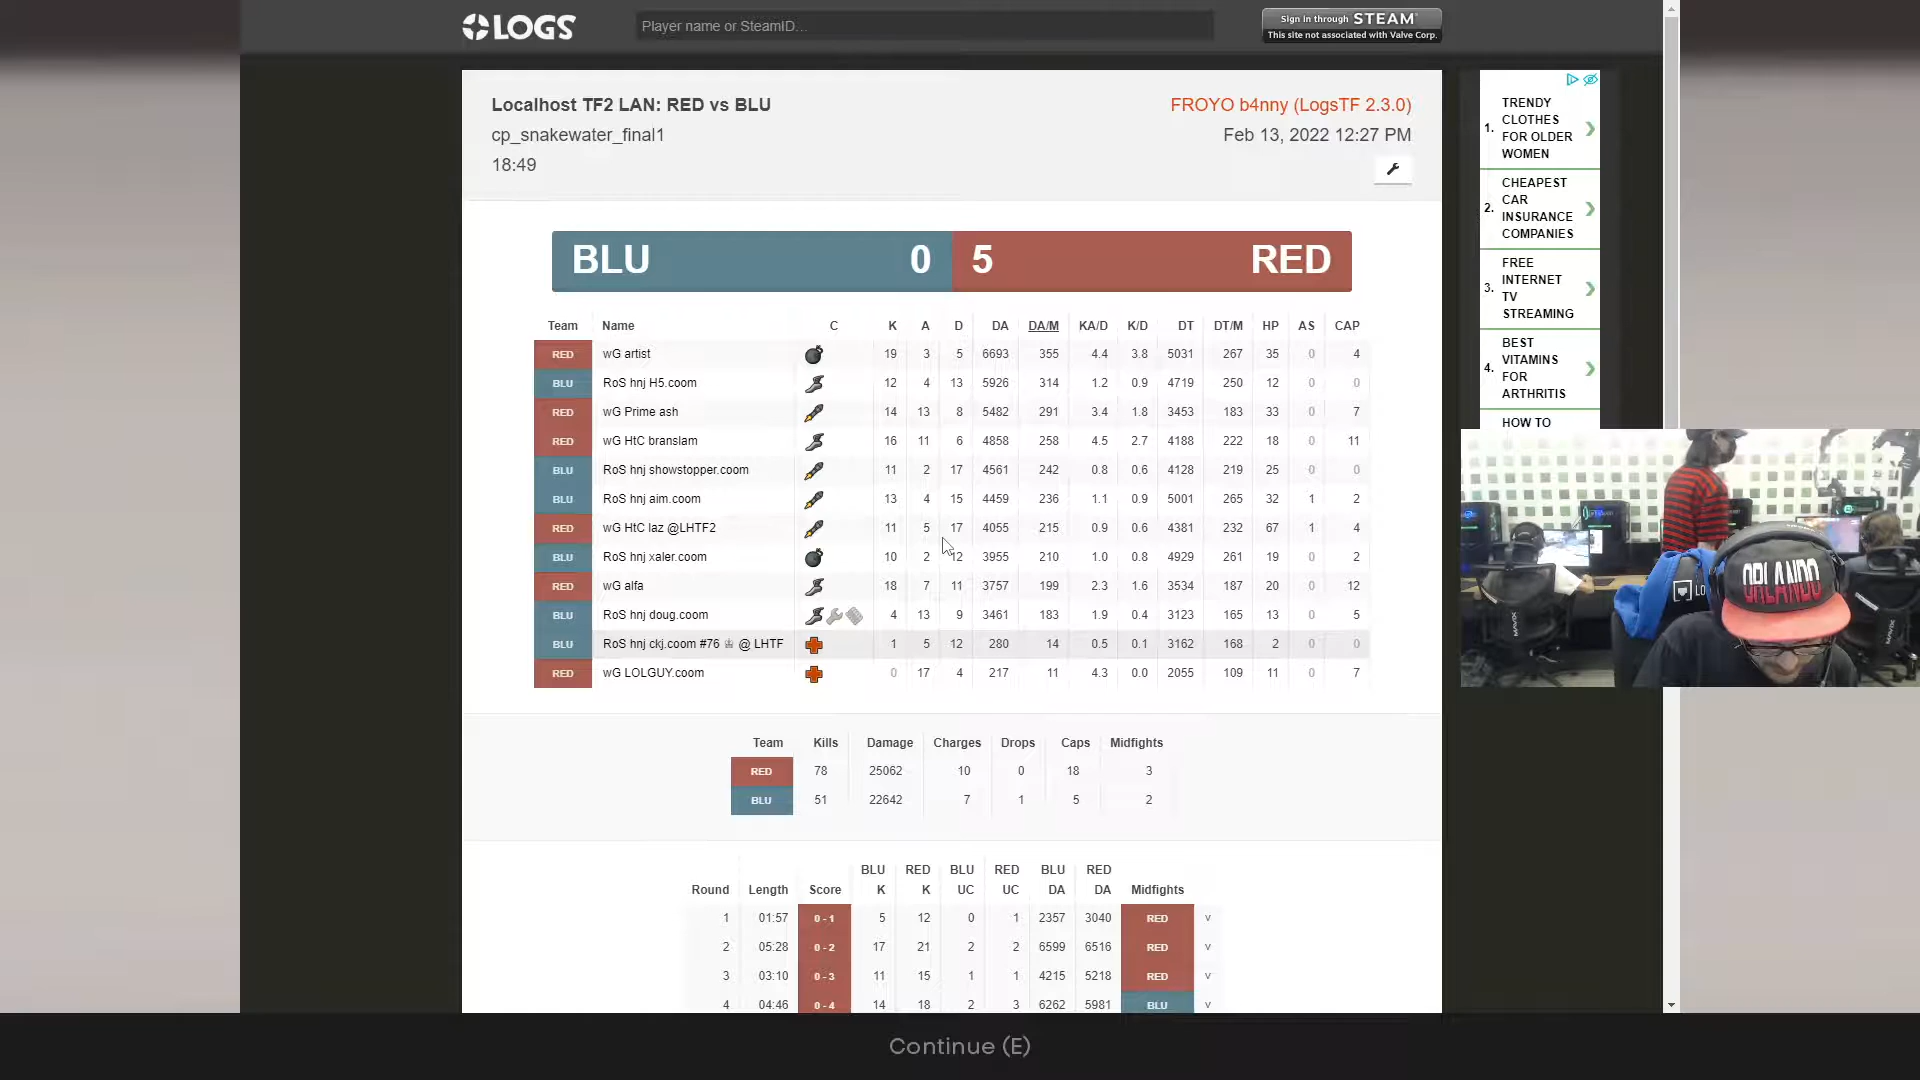 LOGS
Player name or SteamID...
Sign in through STEAM
This site not associated with Valve Corp.
Localhost TF2 LAN: RED vs BLU
FROYO b4nny (LogsTF 2.3.0)
cp_snakewater_final1
Feb 13, 2022 12:27 PM
18:49
BLU 0 5 RED
Team Name C K A D DA DA/M KA/D K/D DT DT/M HP AS CAP
RED wG artist 19 3 5 6693 355 4.4 3.8 5031 267 35 0 4
BLU RoS hnj H5.coom 12 4 13 5926 314 1.2 0.9 4719 250 12 0 0
RED wG Prime ash 14 13 8 5482 291 3.4 1.8 3453 183 33 0 7
RED wG HtC branslam 16 11 6 4858 258 4.5 2.7 4188 222 18 0 11
BLU RoS hnj showstopper.coom 11 2 17 4561 242 0.8 0.6 4128 219 25 0 0
BLU RoS hnj aim.coom 13 4 15 4459 236 1.1 0.9 5001 265 32 1 2
RED wG HtC laz @LHTF2 11 5 17 4055 215 0.9 0.6 4381 232 67 1 4
BLU RoS hnj xaler.coom 10 2 12 3955 210 1.0 0.8 4929 261 19 0 2
RED wG alfa 18 7 11 3757 199 2.3 1.6 3534 187 20 0 12
BLU RoS hnj doug.coom 4 13 9 3461 183 1.9 0.4 3123 165 13 0 5
BLU RoS hnj ckj.coom #76 ♔ @ LHTF 1 5 12 280 14 0.5 0.1 3162 168 2 0 0
RED wG LOLGUY.coom 0 17 4 217 11 4.3 0.0 2055 109 11 0 7
Team Kills Damage Charges Drops Caps Midfights
RED 78 25062 10 0 18 3
BLU 51 22642 7 1 5 2
BLU RED BLU RED BLU RED
Round Length Score K K UC UC DA DA Midfights
1 01:57 0 - 1 5 12 0 1 2357 3040 RED v
2 05:28 0 - 2 17 21 2 2 6599 6516 RED v
3 03:10 0 - 3 11 15 1 1 4215 5218 RED v
4 04:46 0 - 4 14 18 2 3 6262 5981 BLU v
1. TRENDY
CLOTHES
FOR OLDER
WOMEN
2. CHEAPEST
CAR
INSURANCE
COMPANIES
3. FREE
INTERNET
TV
STREAMING
4. BEST
VITAMINS
FOR
ARTHRITIS
HOW TO
ORLANDO
LO
MAVIX
MAVIX
Continue (E)